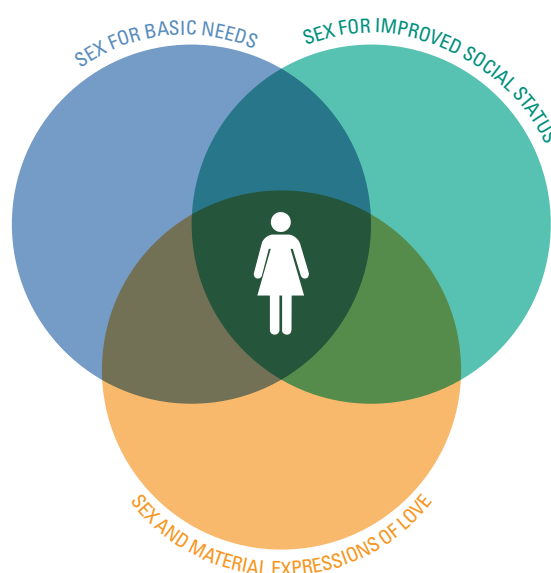 SEX FOR BASIC NEEDS
SEX FOR IMPROVED SOCIAL STATUS
SEX AND MATERIAL EXPRESSIONS OF LOVE